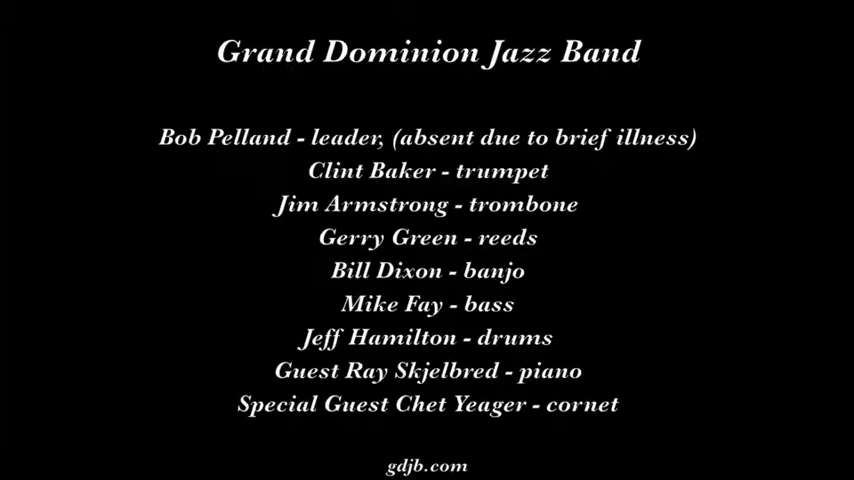 Grand Dominion Jazz Band
Bob Pelland - leader, (absent due to brief illness)
Clint Baker - trumpet
Jim Armstrong - trombone
Gerry Green - reeds
Bill Dixon - banjo
Mike Fay - bass
Jeff Hamilton - drums
Guest Ray Skjelbred - piano
Special Guest Chet Yeager - cornet
gdjb.com